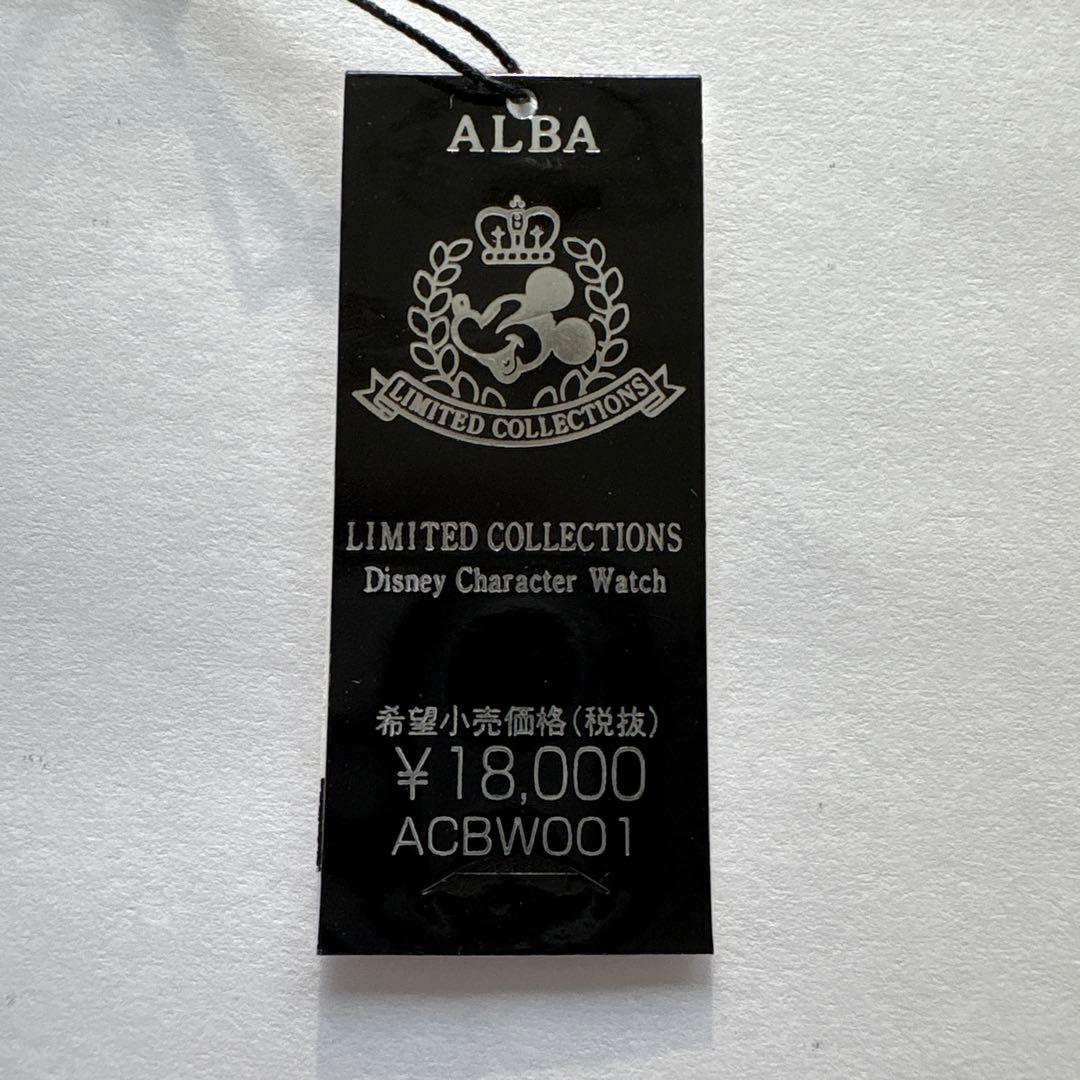 ALBA
LIMITED COLLECTIONS
LIMITED COLLECTIONS
Disney Character Watch
希望小売価格(税抜)
¥18,000
ACBW001